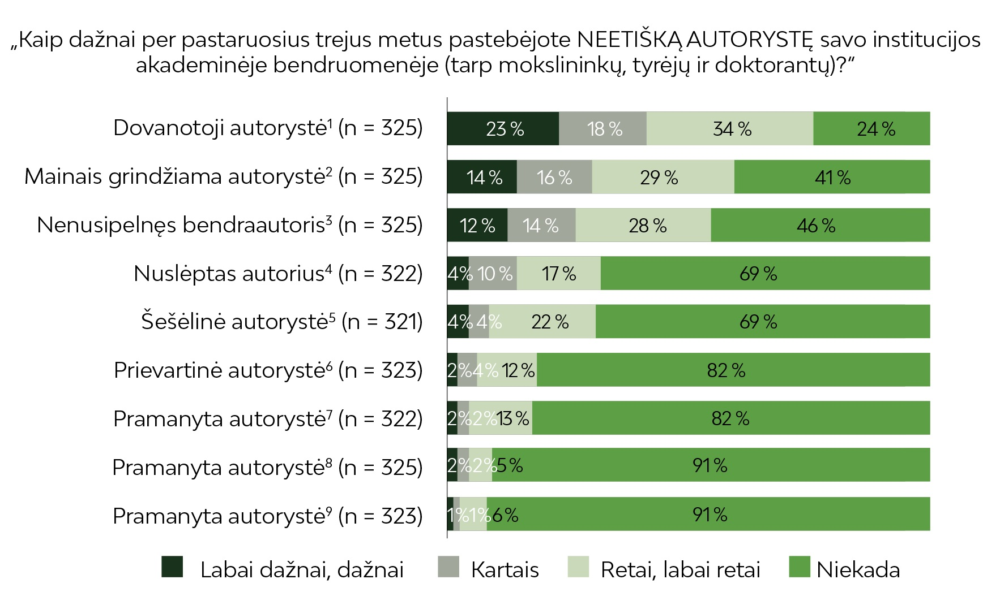 „Kaip dažnai per pastaruosius trejus metus pastebėjote NEETIŠKĄ AUTORYSTĘ savo institucijos
akademinėje bendruomenėje (tarp mokslininkų, tyrėjų ir doktorantų)?“
Dovanotoji autorystė¹ (n = 325) 23 % 18 % 34 % 24 %
Mainais grindžiama autorystė² (n = 325) 14 % 16 % 29 % 41 %
Nenusipelnęs bendraautoris³ (n = 325) 12 % 14 % 28 % 46 %
Nuslėptas autorius⁴ (n = 322) 4% 10 % 17 % 69 %
Šešėlinė autorystė⁵ (n = 321) 4% 4% 22 % 69 %
Prievartinė autorystė⁶ (n = 323) 2% 4% 12 % 82 %
Pramanyta autorystė⁷ (n = 322) 2% 2% 13 % 82 %
Pramanyta autorystė⁸ (n = 325) 2% 2% 5 % 91 %
Pramanyta autorystė⁹ (n = 323) 1% 1% 6 % 91 %
Labai dažnai, dažnai Kartais Retai, labai retai Niekada